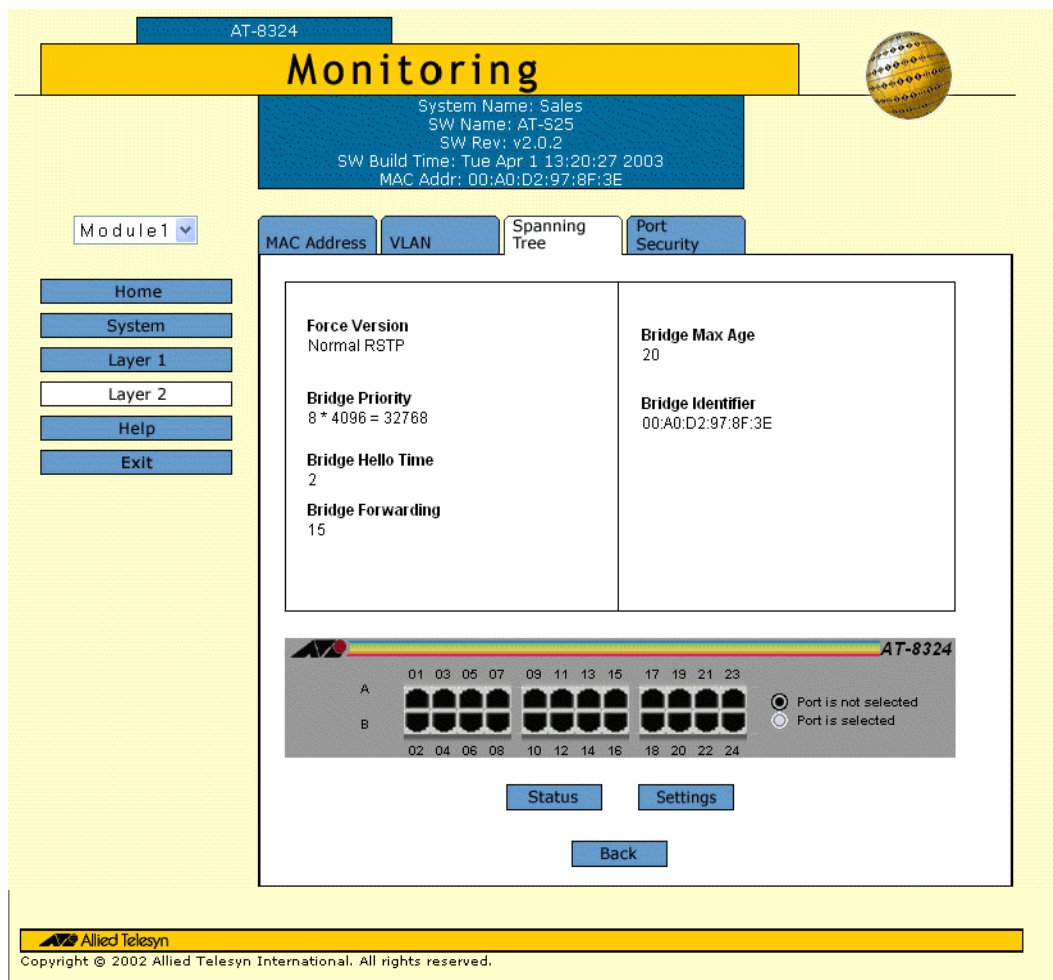 AT-8324
Monitoring
System Name: Sales
SW Name: AT-S25
SW Rev: v2.0.2
SW Build Time: Tue Apr 1 13:20:27 2003
MAC Addr: 00:A0:D2:97:8F:3E
Module1
Home
System
Layer 1
Layer 2
Help
Exit
MAC Address
VLAN
Spanning
Tree
Port
Security
Force Version
Normal RSTP
Bridge Priority
8 * 4096 = 32768
Bridge Hello Time
2
Bridge Forwarding
15
Bridge Max Age
20
Bridge Identifier
00:A0:D2:97:8F:3E
AT-8324
01 03 05 07 09 11 13 15 17 19 21 23
A
B
02 04 06 08 10 12 14 16 18 20 22 24
Port is not selected
Port is selected
Status
Settings
Back
Allied Telesyn
Copyright © 2002 Allied Telesyn International. All rights reserved.